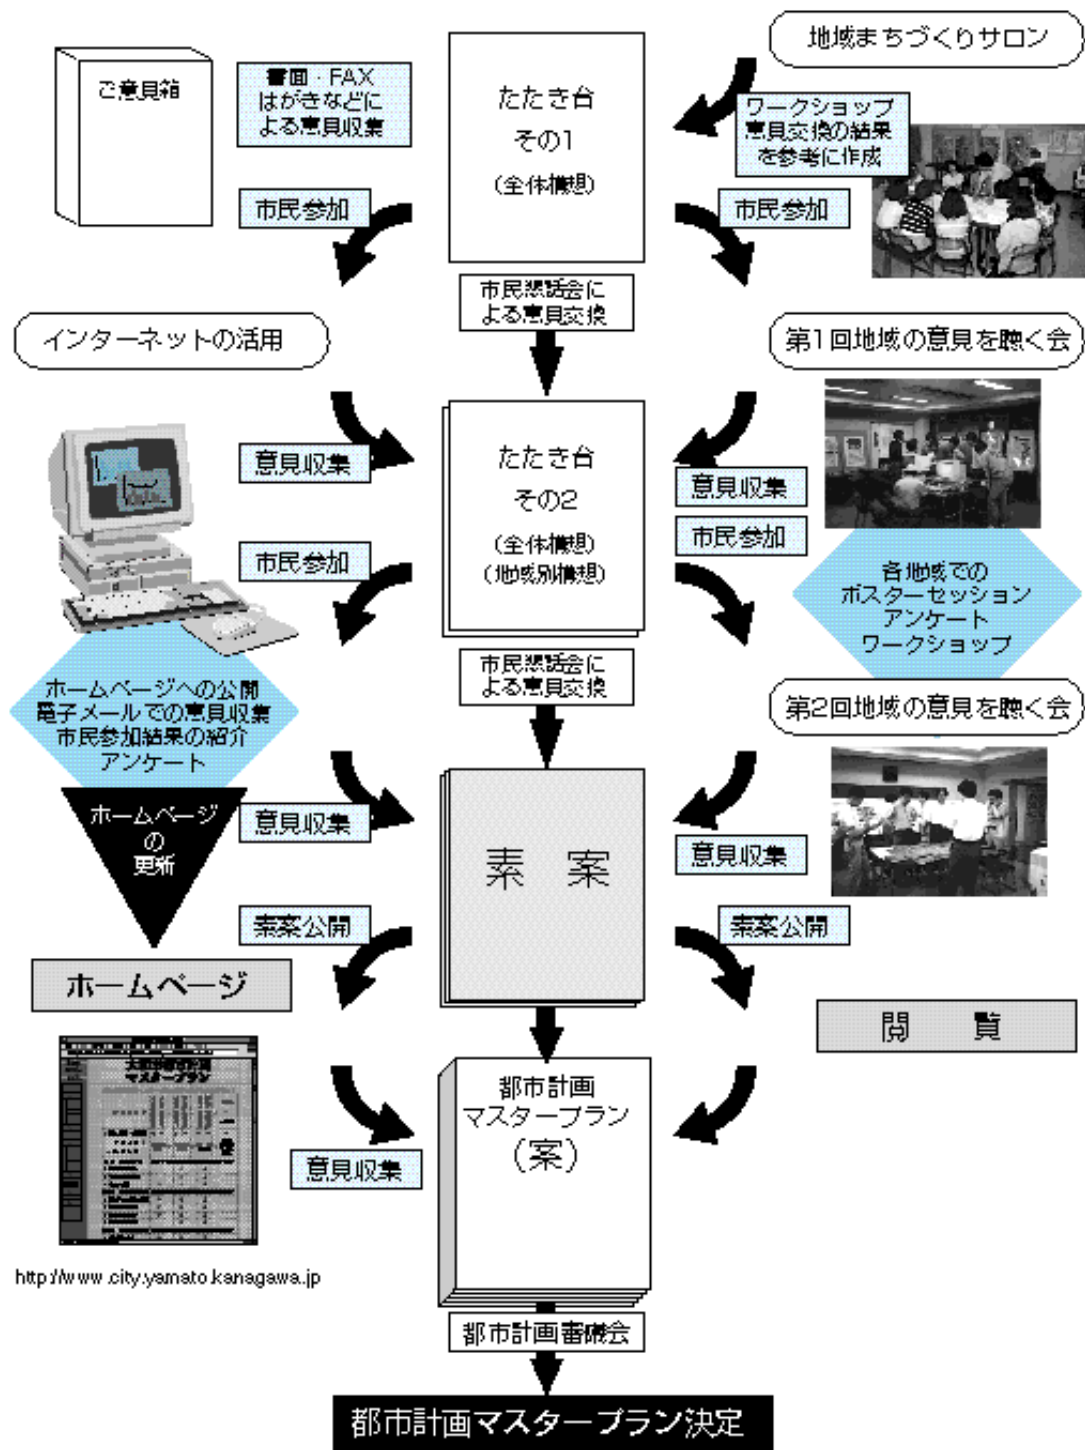 地域まちづくりサロン
ご意見箱
書面・FAX
はがきなどに
よる意見収集
たたき台
その1
(全体構想)
ワークショップ
意見交換の結果
を参考に作成
市民参加
市民参加
市民懇話会に
よる意見交換
インターネットの活用
第1回地域の意見を聴く会
意見収集
たたき台
その2
(全体構想)
(地域別構想)
意見収集
市民参加
市民参加
各地域での
ポスターセッション
アンケート
ワークショップ
市民懇話会に
よる意見交換
ホームページへの公開
電子メールでの意見収集
市民参加結果の紹介
アンケート
第2回地域の意見を聴く会
ホームページ
の
更新
意見収集
素 案
意見収集
素案公開
素案公開
ホームページ
閲 覧
マスタープラン
都市計画
マスタープラン
(案)
意見収集
http://www.city.yamato.kanagawa.jp
都市計画審議会
都市計画マスタープラン決定